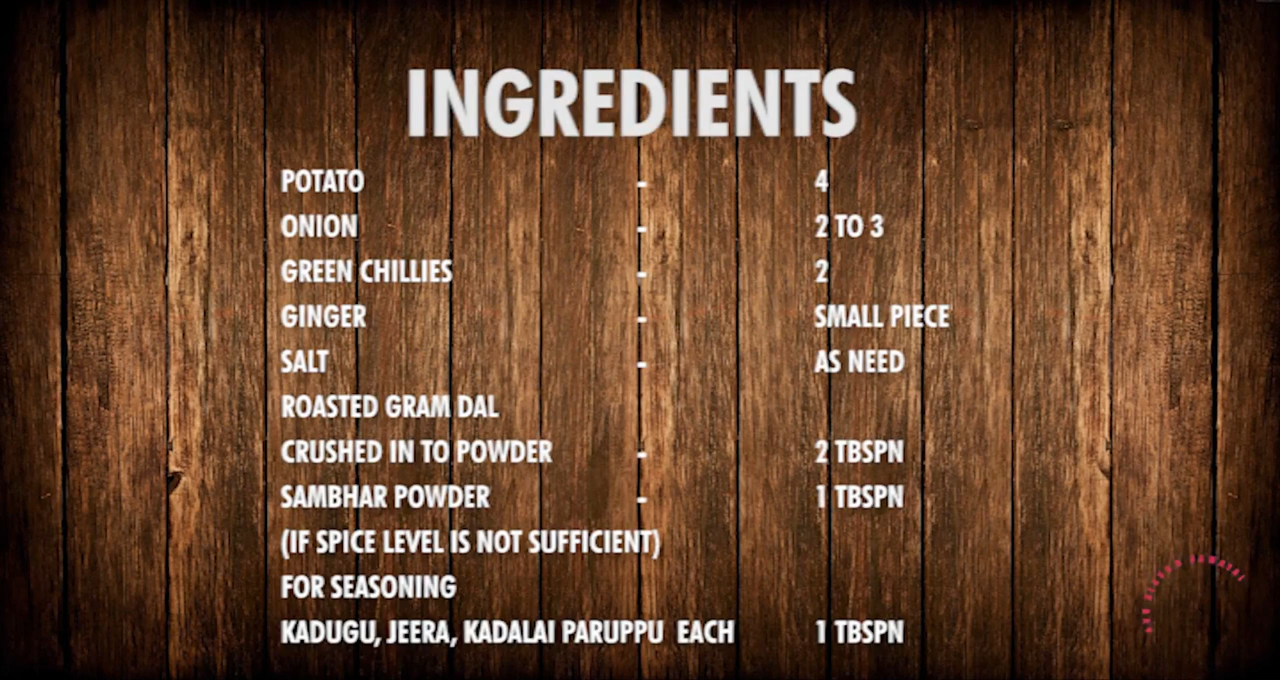 INGREDIENTS
POTATO - 4
ONION - 2 TO 3
GREEN CHILLIES - 2
GINGER - SMALL PIECE
SALT - AS NEED
ROASTED GRAM DAL
CRUSHED IN TO POWDER - 2 TBSPN
SAMBHAR POWDER - 1 TBSPN
(IF SPICE LEVEL IS NOT SUFFICIENT)
FOR SEASONING
KADUGU, JEERA, KADALAI PARUPPU EACH 1 TBSPN